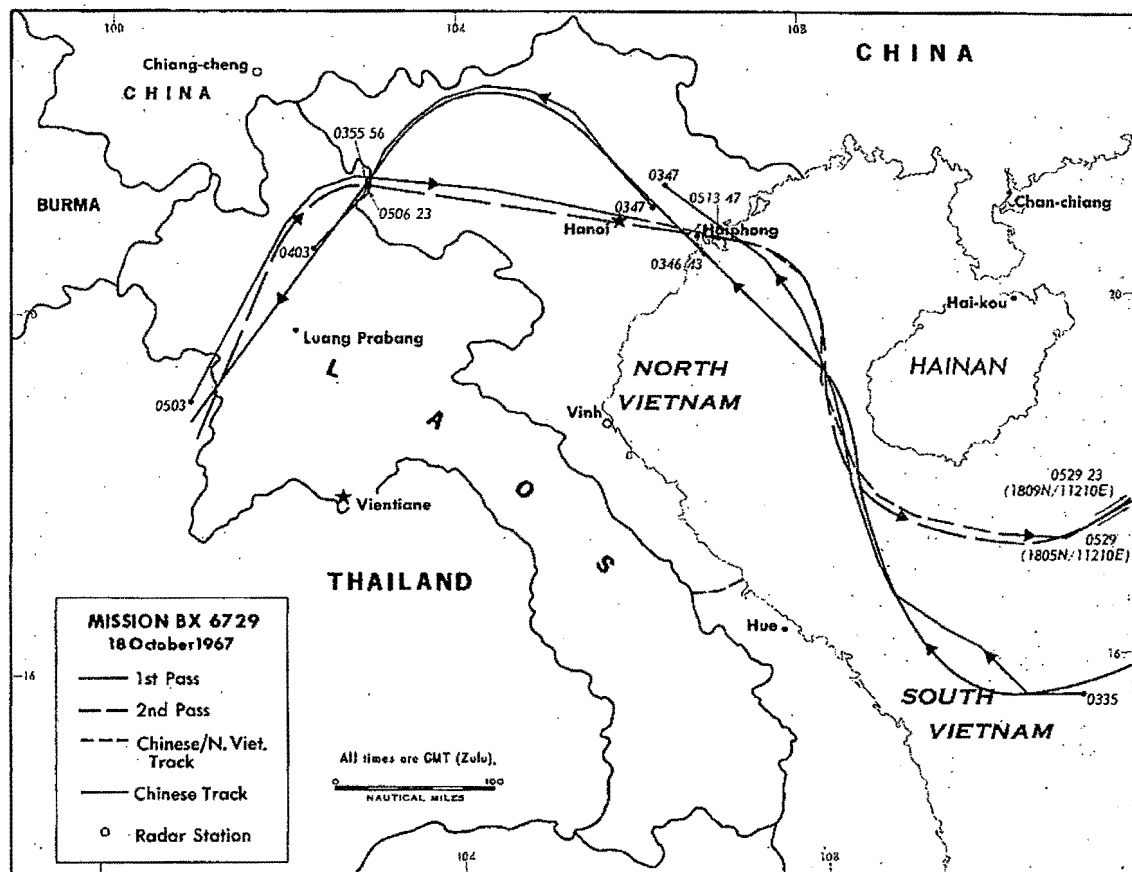 100
104
108
CHINA
Chiang-cheng
CHINA
0355 56
0347
0513 47
BURMA
0347
Chan-chiang
Hanoi
Haiphong
0506 23
0403
0346 43
Hai-kou
20
Luang Prabang
HAINAN
L
NORTH
VIETNAM
0503
A
Vinh
0529 23
(1809N/11210E)
O
Vientiane
0529
(1805N/11210E)
S
THAILAND
MISSION BX 6729
18 October 1967
1st Pass
2nd Pass
Chinese/N. Viet.
Track
Chinese Track
Radar Station
Hue
16
16
SOUTH
VIETNAM
0335
All times are GMT (Zulu).
0
100
NAUTICAL MILES
104
108